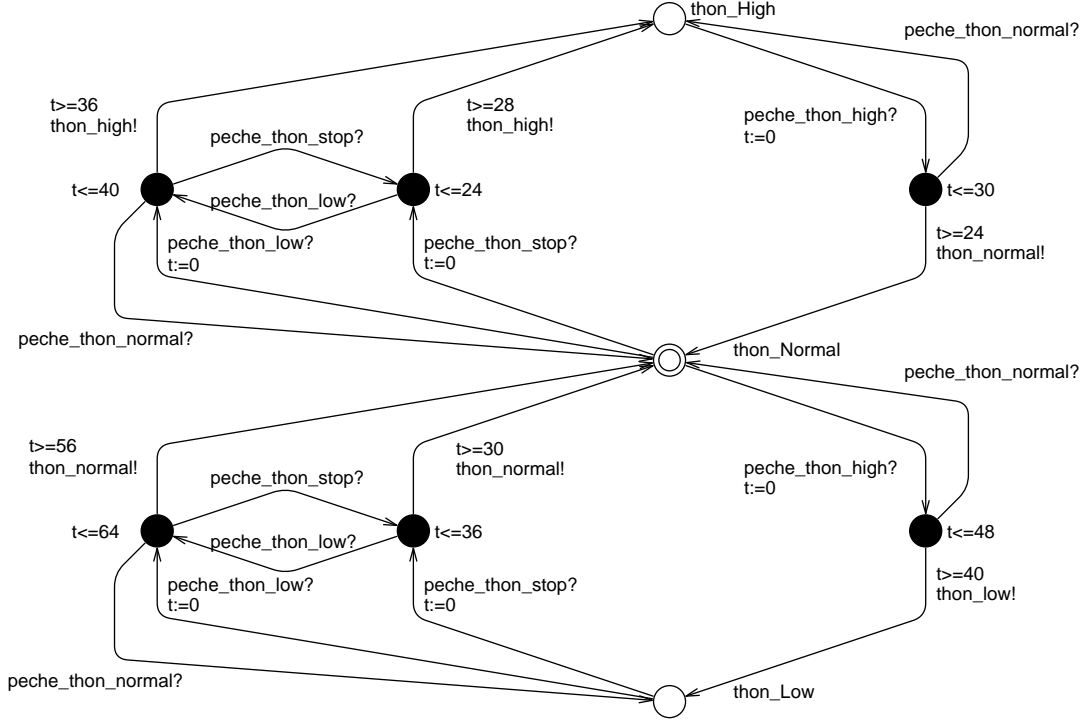 thon_High
peche_thon_normal?
t>=36
thon_high!
t>=28
thon_high!
peche_thon_high?
t:=0
peche_thon_stop?
t<=40
peche_thon_low?
t<=24
t<=30
peche_thon_low?
t:=0
peche_thon_stop?
t:=0
t>=24
thon_normal!
peche_thon_normal?
thon_Normal
peche_thon_normal?
t>=56
thon_normal!
t>=30
thon_normal!
peche_thon_high?
t:=0
peche_thon_stop?
t<=64
peche_thon_low?
t<=36
t<=48
peche_thon_low?
t:=0
peche_thon_stop?
t:=0
t>=40
thon_low!
peche_thon_normal?
thon_Low